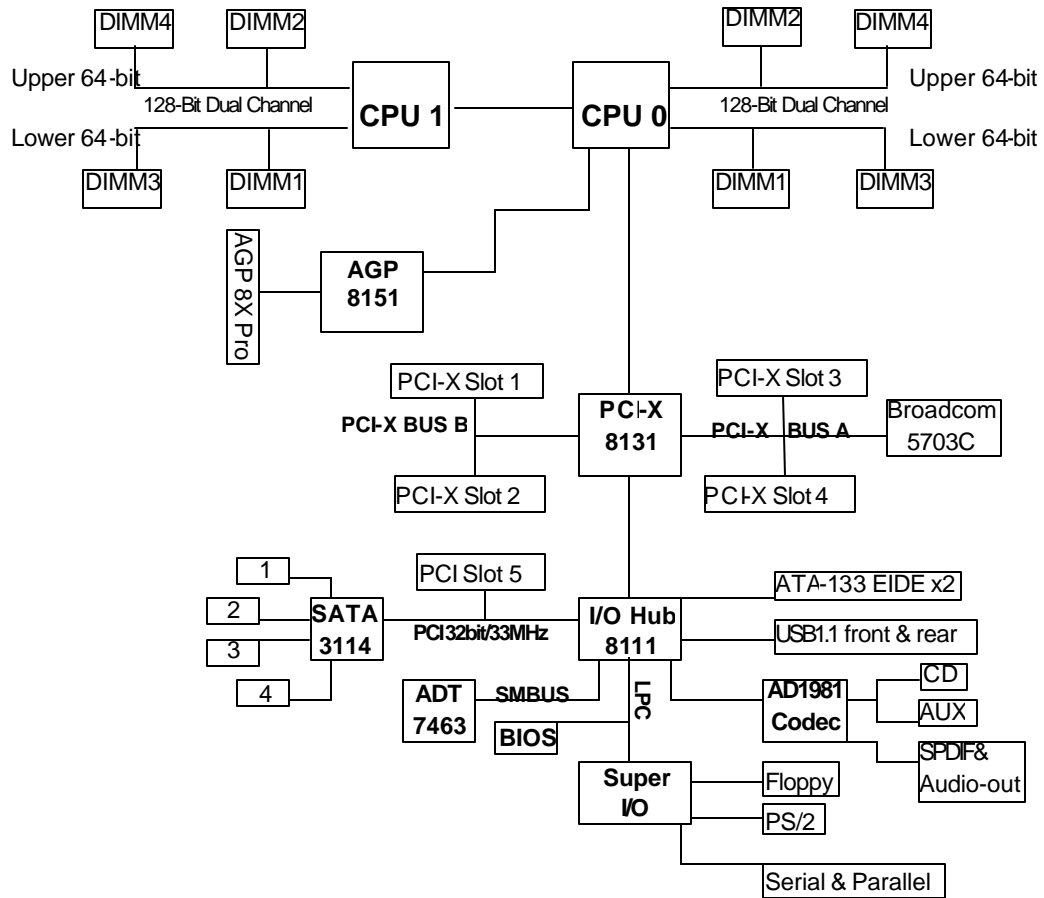 DIMM4
DIMM2
DIMM2
DIMM4
Upper 64-bit
Upper 64-bit
128-Bit Dual Channel
CPU 1
CPU 0
128-Bit Dual Channel
Lower 64-bit
Lower 64-bit
DIMM3
DIMM1
DIMM1
DIMM3
AGP 8X Pro
AGP
8151
PCI-X Slot 1
PCI-X Slot 3
PCI-X BUS B
PCI-X
8131
PCI-X BUS A
Broadcom
5703C
PCI-X Slot 2
PCI-X Slot 4
1
2
3
4
SATA
3114
PCI Slot 5
PCI 32bit/33MHz
I/O Hub
8111
ATA-133 EIDE x2
USB1.1 front & rear
ADT
7463
SMBUS
LPC
BIOS
AD1981
Codec
CD
AUX
SPDIF&
Audio-out
Super
I/O
Floppy
PS/2
Serial & Parallel